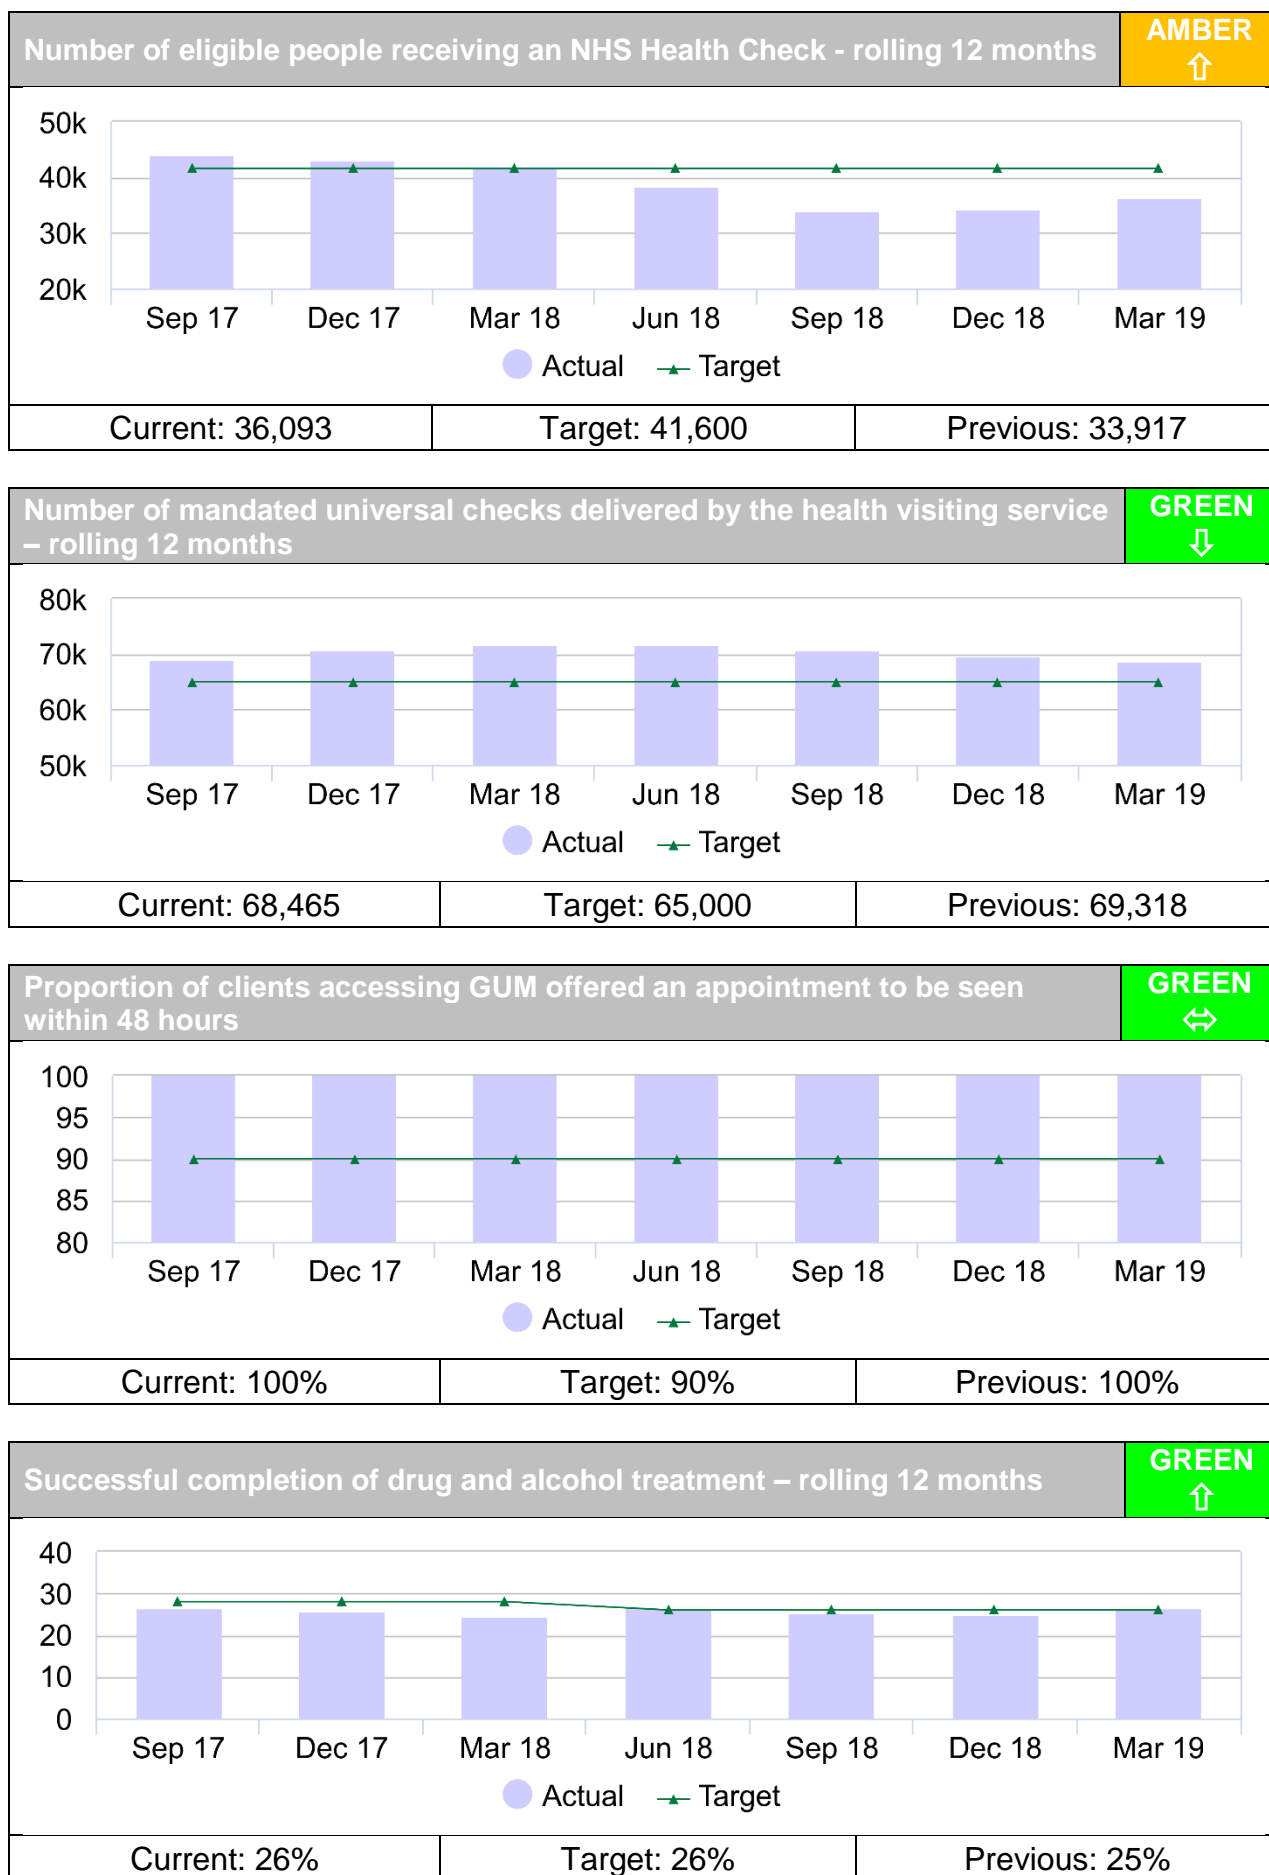 Number of eligible people receiving an NHS Health Check - rolling 12 months
AMBER
⇧
50k
40k
30k
20k
Sep 17 Dec 17 Mar 18 Jun 18 Sep 18 Dec 18 Mar 19
Actual Target
Current: 36,093 Target: 41,600 Previous: 33,917
Number of mandated universal checks delivered by the health visiting service
– rolling 12 months
GREEN
⇩
80k
70k
60k
50k
Sep 17 Dec 17 Mar 18 Jun 18 Sep 18 Dec 18 Mar 19
Actual Target
Current: 68,465 Target: 65,000 Previous: 69,318
Proportion of clients accessing GUM offered an appointment to be seen
within 48 hours
GREEN
⬄
100
95
90
85
80
Sep 17 Dec 17 Mar 18 Jun 18 Sep 18 Dec 18 Mar 19
Actual Target
Current: 100% Target: 90% Previous: 100%
Successful completion of drug and alcohol treatment – rolling 12 months
GREEN
⇧
40
30
20
10
0
Sep 17 Dec 17 Mar 18 Jun 18 Sep 18 Dec 18 Mar 19
Actual Target
Current: 26% Target: 26% Previous: 25%